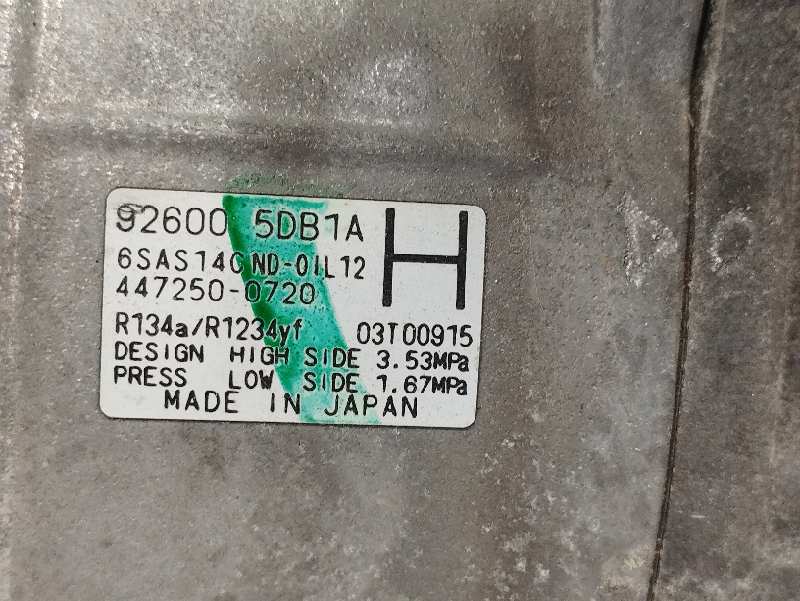 92600 5DB1A
H
6SAS14C ND-OIL12
447250-0720
R134a/R1234yf 03T00915
DESIGN HIGH SIDE 3.53MPa
PRESS LOW SIDE 1.67MPa
MADE IN JAPAN